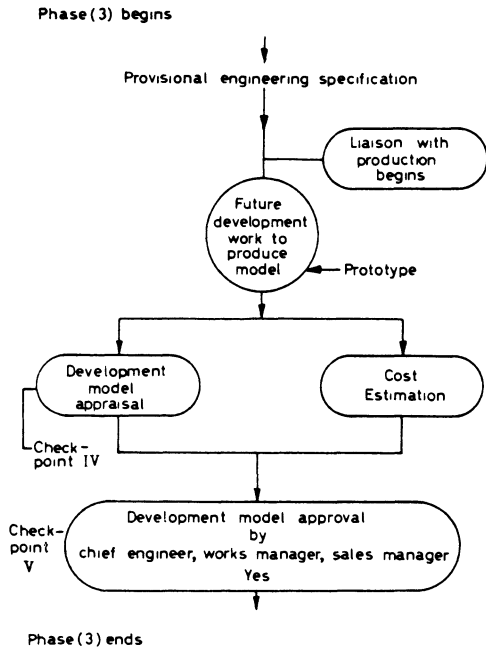 Phase (3) begins
Provisional engineering specification
Liaison with
production
begins
Future
development
work to
produce
model
Prototype
Development
model
appraisal
Cost
Estimation
Check-
point IV
Development model approval
by
chief engineer, works manager, sales manager
Yes
Check-
point
V
Phase (3) ends